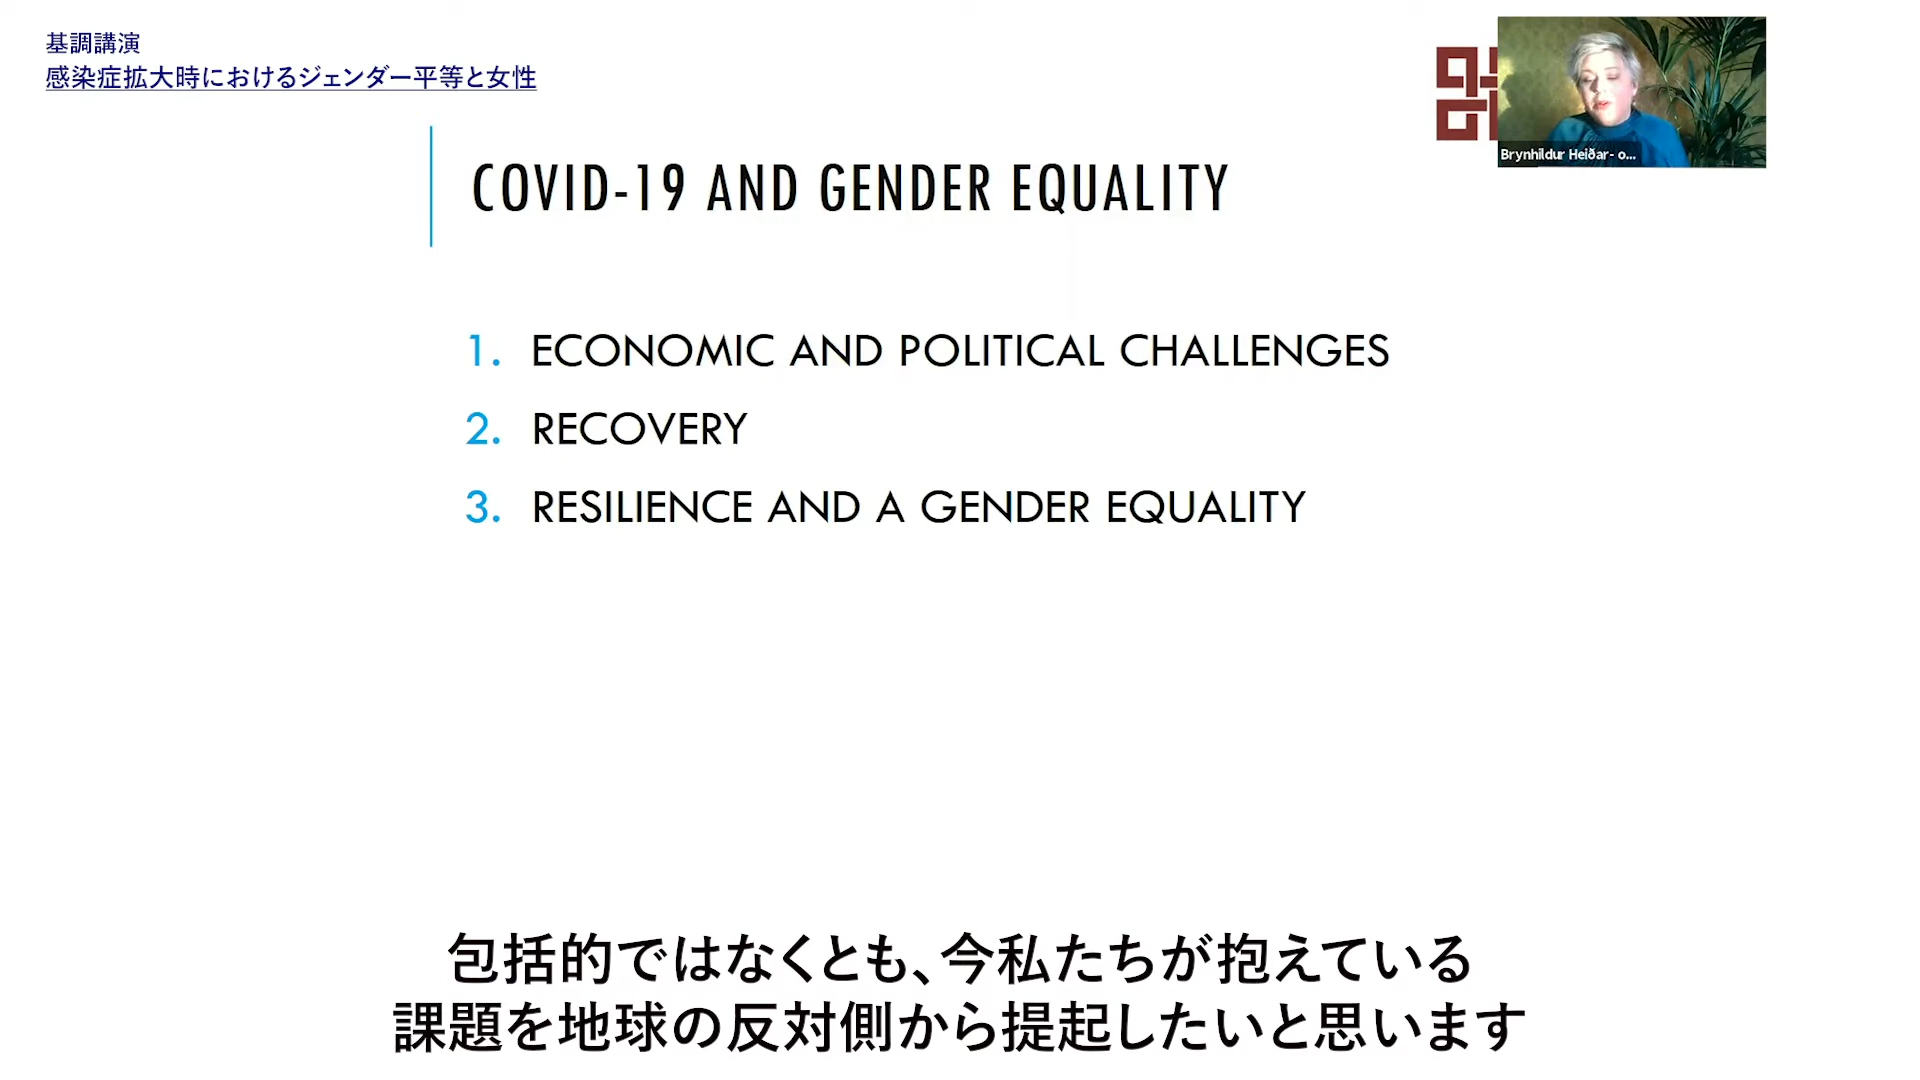 基調講演
感染症拡大時におけるジェンダー平等と女性
Brynhildur Heiðar- o...
COVID-19 AND GENDER EQUALITY
1. ECONOMIC AND POLITICAL CHALLENGES
2. RECOVERY
3. RESILIENCE AND A GENDER EQUALITY
包括的ではなくとも、今私たちが抱えている
課題を地球の反対側から提起したいと思います